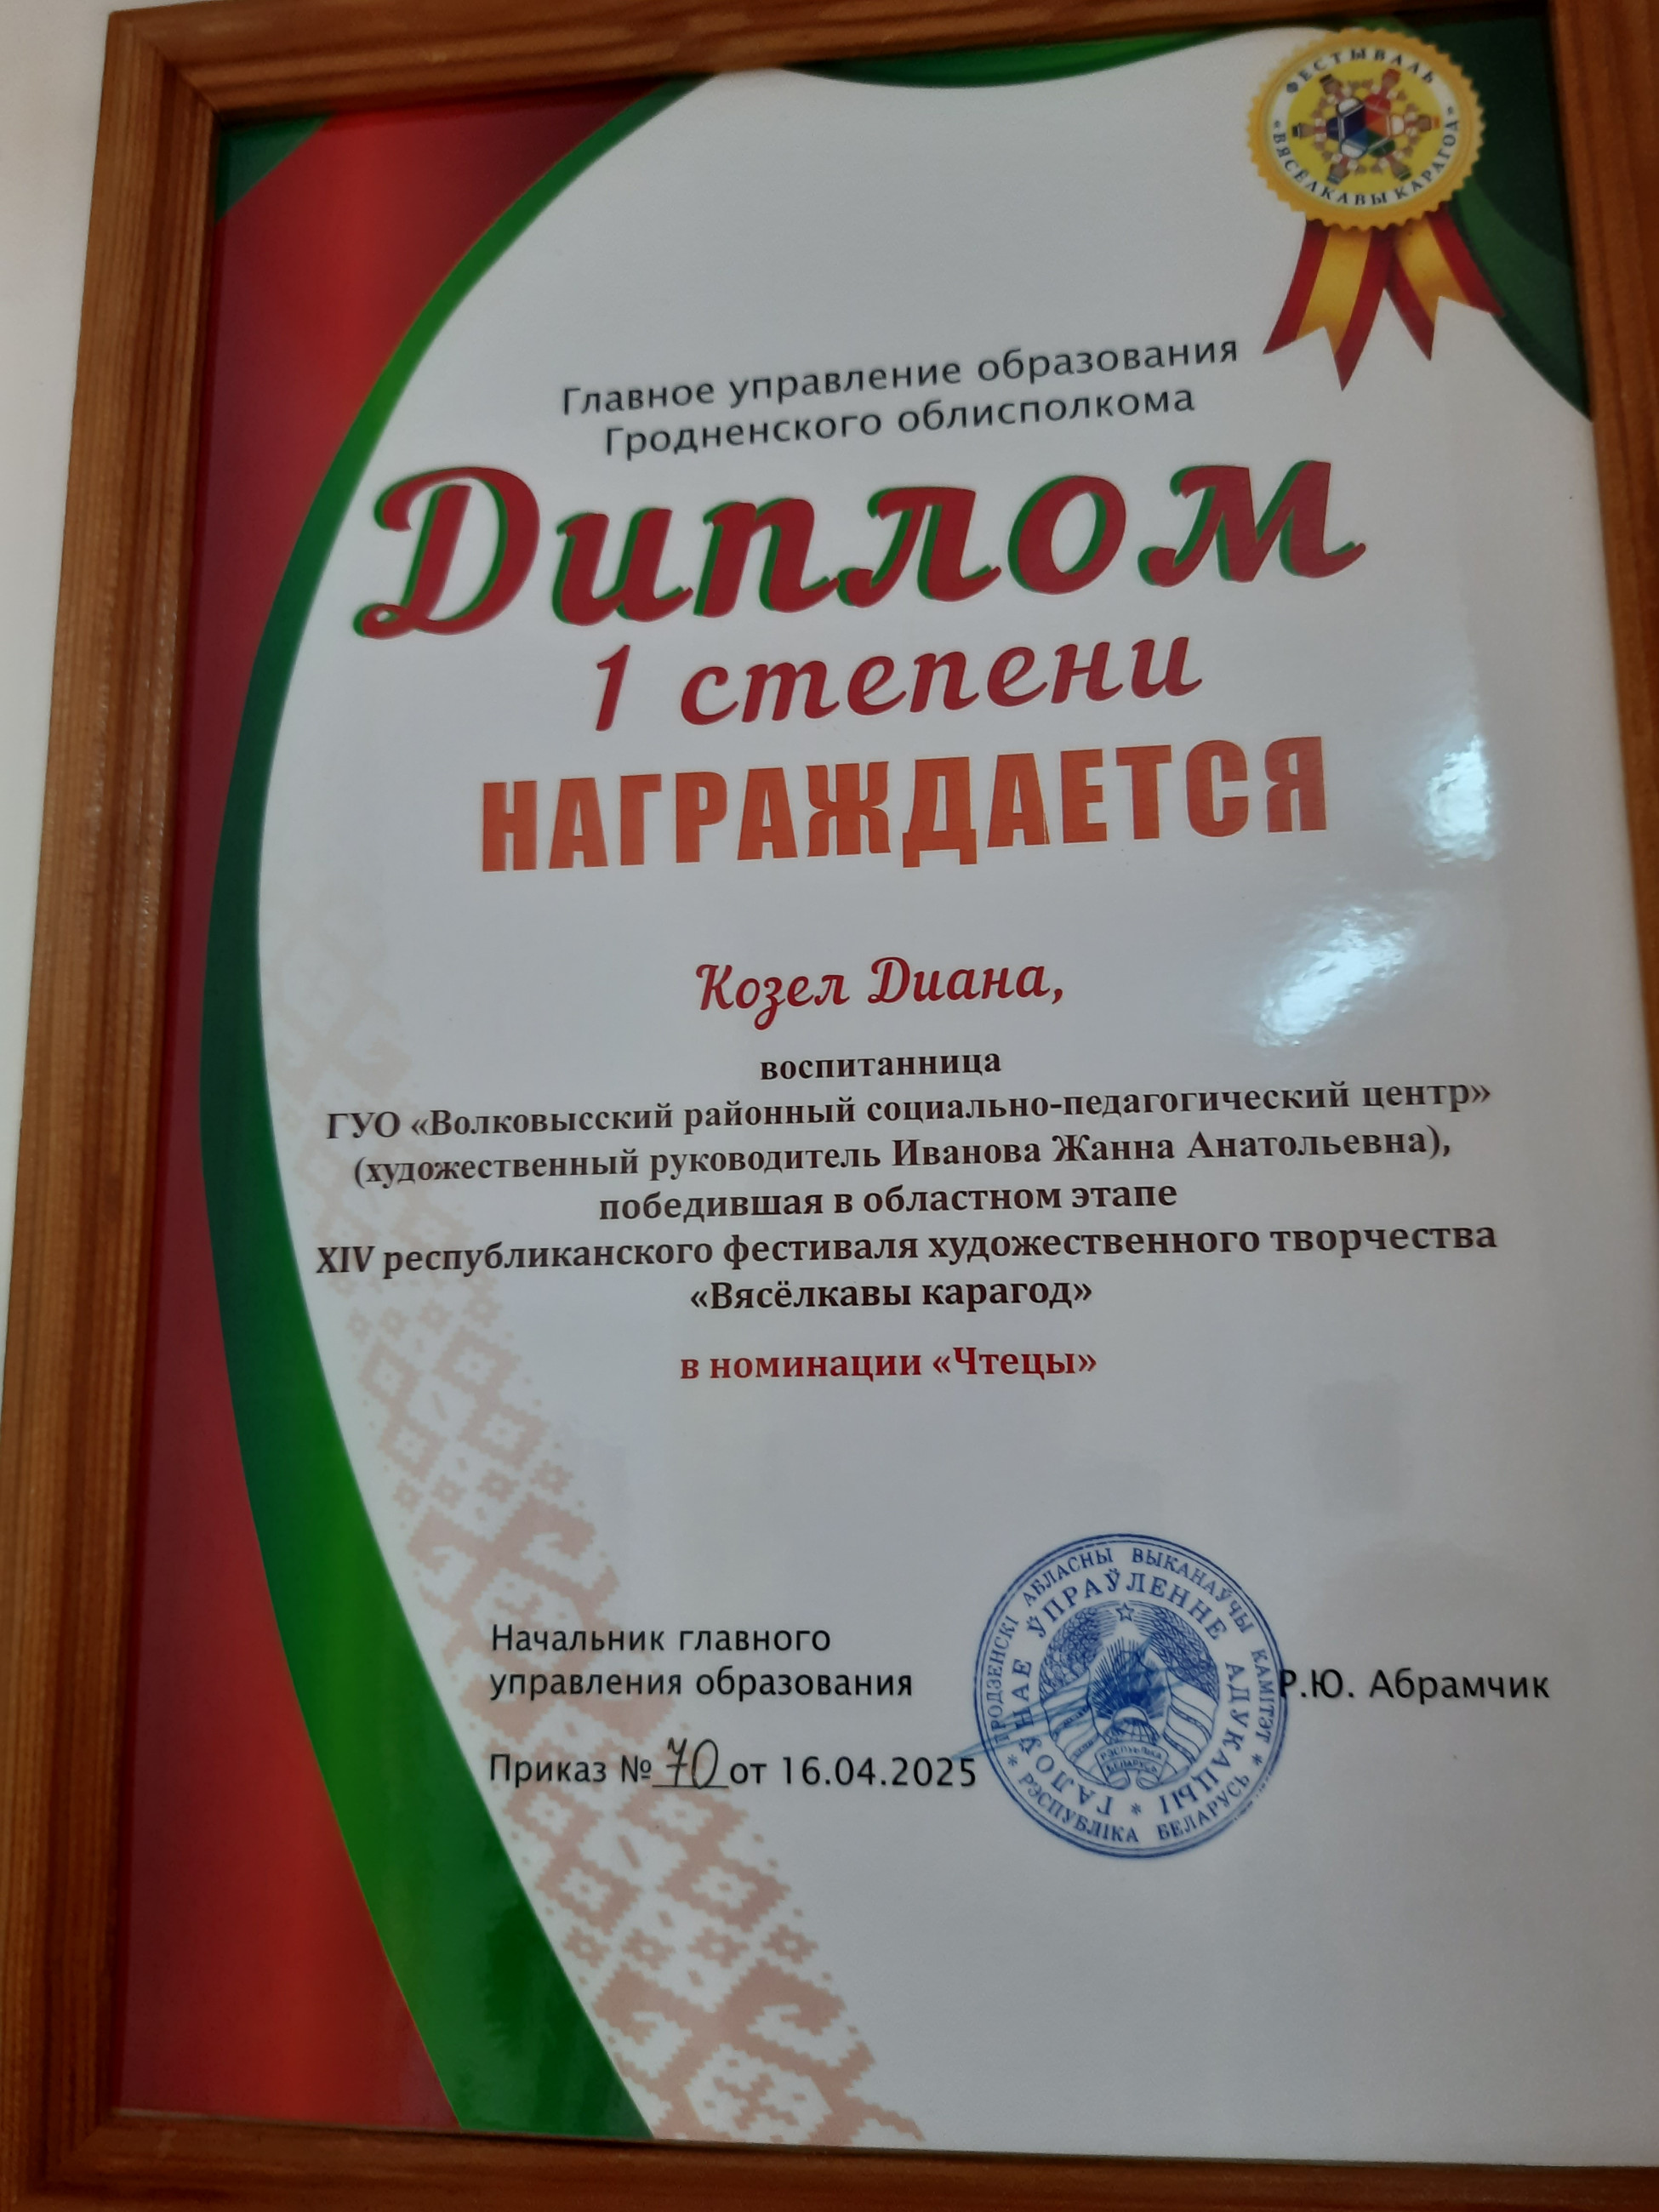 ФЕСТЫВАЛЬ
«ВЯСЁЛКАВЫ КАРАГОД»
Главное управление образования
Гродненского облисполкома
Диплом
1 степени
НАГРАЖДАЕТСЯ
Козел Диана,
воспитанница
ГУО «Волковысский районный социально-педагогический центр»
(художественный руководитель Иванова Жанна Анатольевна),
победившая в областном этапе
XIV республиканского фестиваля художественного творчества
«Вясёлкавы карагод»
в номинации «Чтецы»
Начальник главного
управления образования
Р.Ю. Абрамчик
Приказ № 70 от 16.04.2025
ГРОДЗЕНСКІ АБЛАСНЫ ВЫКАНАЎЧЫ КАМІТЭТ * РЭСПУБЛІКА БЕЛАРУСЬ *
ГАЛОЎНАЕ ЎПРАЎЛЕННЕ АДУКАЦЫІ *
РЭСПУБЛІКА
БЕЛАРУСЬ